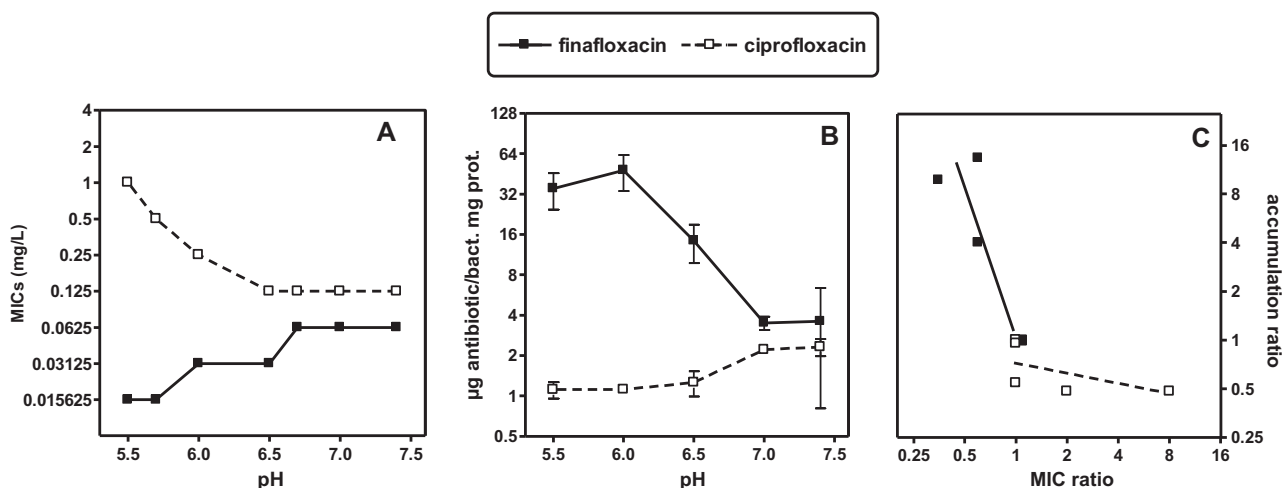 finafloxacin
ciprofloxacin
A
MICs (mg/L)
4
2
1
0.5
0.25
0.125
0.0625
0.03125
0.015625
5.5 6.0 6.5 7.0 7.5
pH
B
µg antibiotic/bact. mg prot.
128
64
32
16
8
4
2
1
0.5
5.5 6.0 6.5 7.0 7.5
pH
C
16
8
4
2
1
0.5
0.25
accumulation ratio
0.25 0.5 1 2 4 8 16
MIC ratio